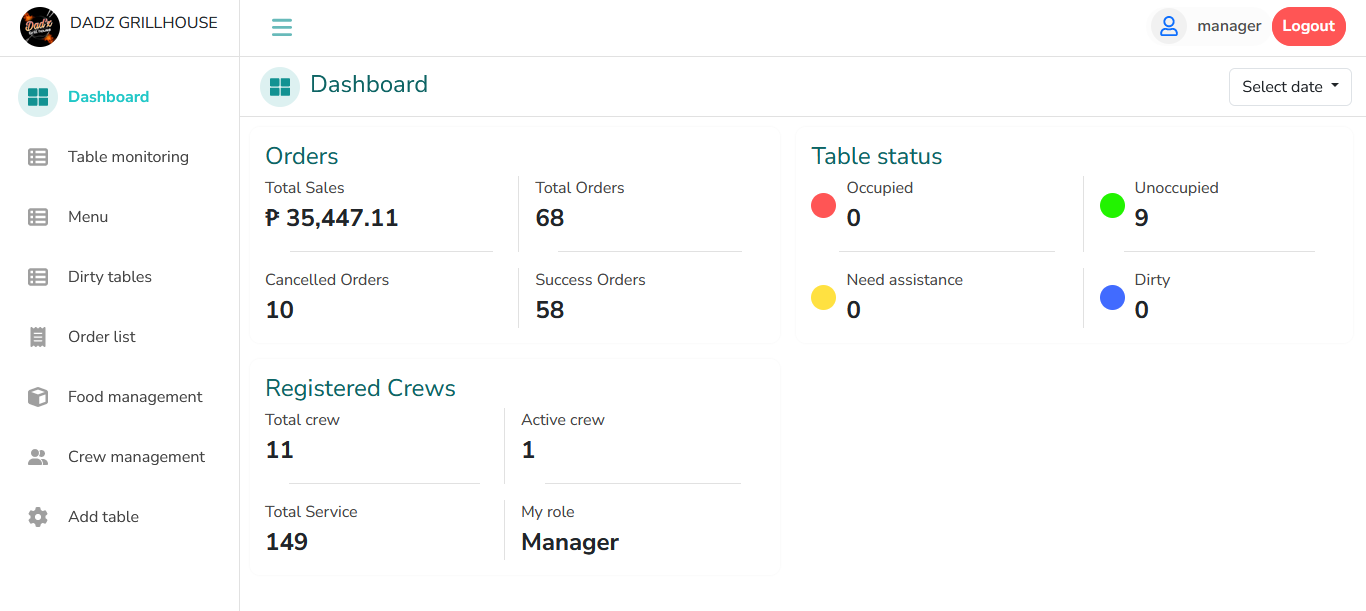 DADZ GRILLHOUSE
manager
Logout
Dashboard
Table monitoring
Menu
Dirty tables
Order list
Food management
Crew management
Add table
Dashboard
Select date
Orders
Total Sales
₱ 35,447.11
Total Orders
68
Cancelled Orders
10
Success Orders
58
Table status
Occupied
0
Unoccupied
9
Need assistance
0
Dirty
0
Registered Crews
Total crew
11
Active crew
1
Total Service
149
My role
Manager